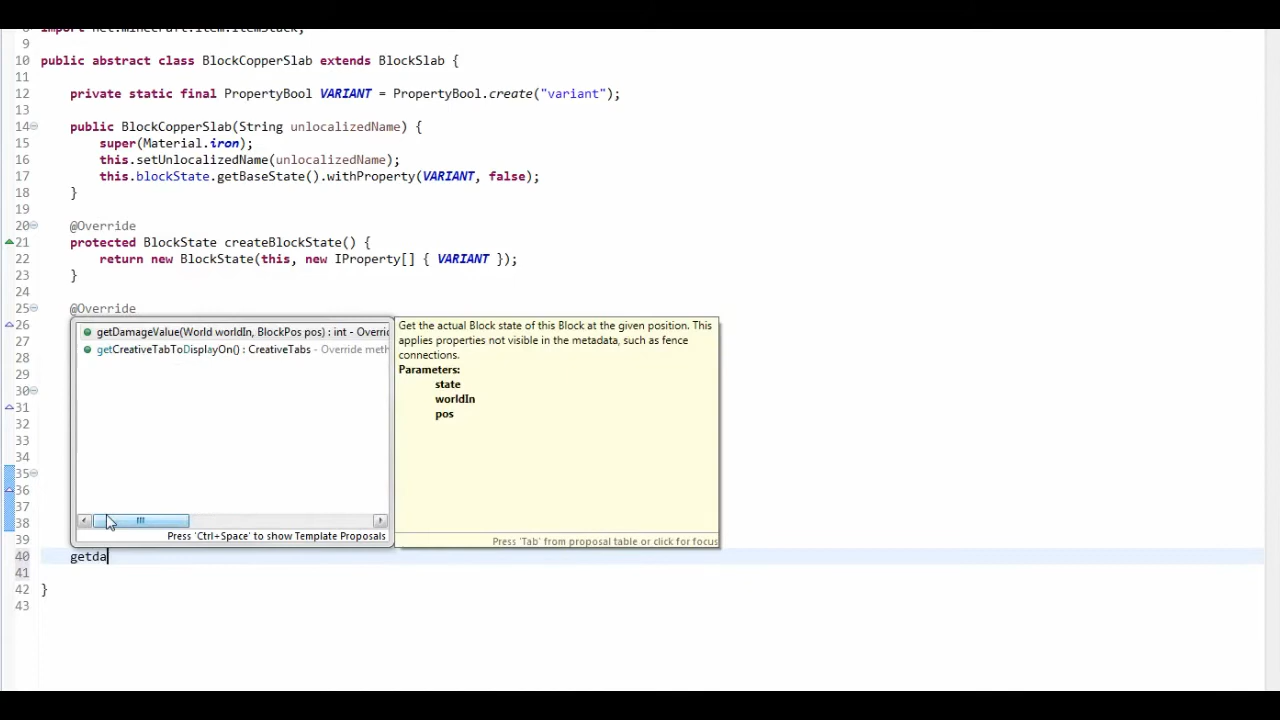 8 import net.minecraft.item.ItemStack;
9
10 public abstract class BlockCopperSlab extends BlockSlab {
11
12 private static final PropertyBool VARIANT = PropertyBool.create("variant");
13
14 public BlockCopperSlab(String unlocalizedName) {
15 super(Material.iron);
16 this.setUnlocalizedName(unlocalizedName);
17 this.blockState.getBaseState().withProperty(VARIANT, false);
18 }
19
20 @Override
21 protected BlockState createBlockState() {
22 return new BlockState(this, new IProperty[] { VARIANT });
23 }
24
25 @Override
26
27
28
29
30
31
32
33
34
35
36
37
38
39
40 getda
41
42 }
43
getDamageValue(World worldIn, BlockPos pos) : int - Overri
getCreativeTabToDisplayOn() : CreativeTabs - Override meth
Press 'Ctrl+Space' to show Template Proposals
Get the actual Block state of this Block at the given position. This
applies properties not visible in the metadata, such as fence
connections.
Parameters:
state
worldIn
pos
Press 'Tab' from proposal table or click for focus